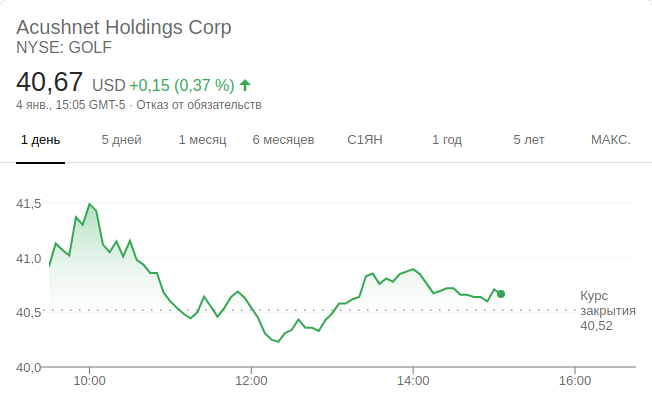 Acushnet Holdings Corp
NYSE: GOLF
40,67 USD +0,15 (0,37 %)
4 янв., 15:05 GMT-5 · Отказ от обязательств
1 день 5 дней 1 месяц 6 месяцев С1ЯН 1 год 5 лет МАКС.
41,5
41,0
40,5
40,0
Курс
закрытия
40,52
10:00 12:00 14:00 16:00